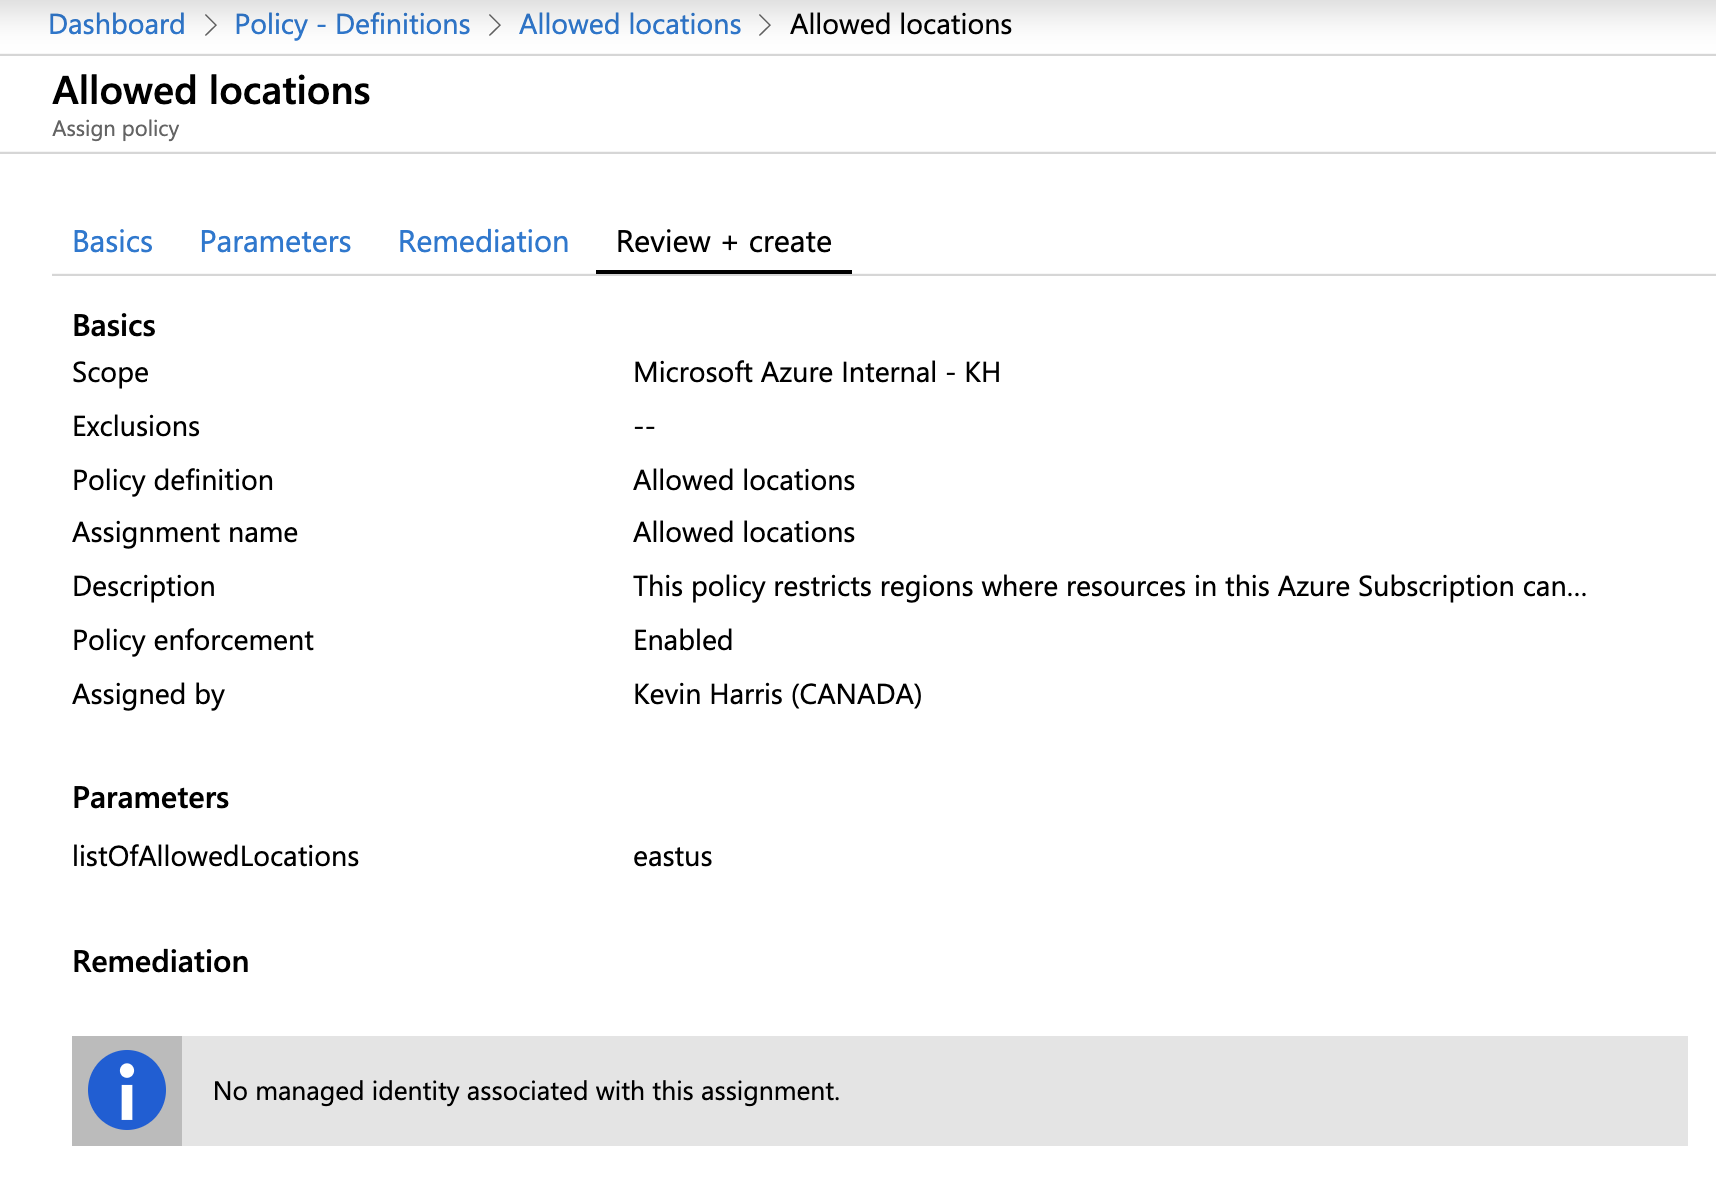 Dashboard > Policy - Definitions > Allowed locations > Allowed locations
Allowed locations
Assign policy
Basics Parameters Remediation Review + create
Basics
Scope Microsoft Azure Internal - KH
Exclusions --
Policy definition Allowed locations
Assignment name Allowed locations
Description This policy restricts regions where resources in this Azure Subscription can...
Policy enforcement Enabled
Assigned by Kevin Harris (CANADA)
Parameters
listOfAllowedLocations eastus
Remediation
No managed identity associated with this assignment.